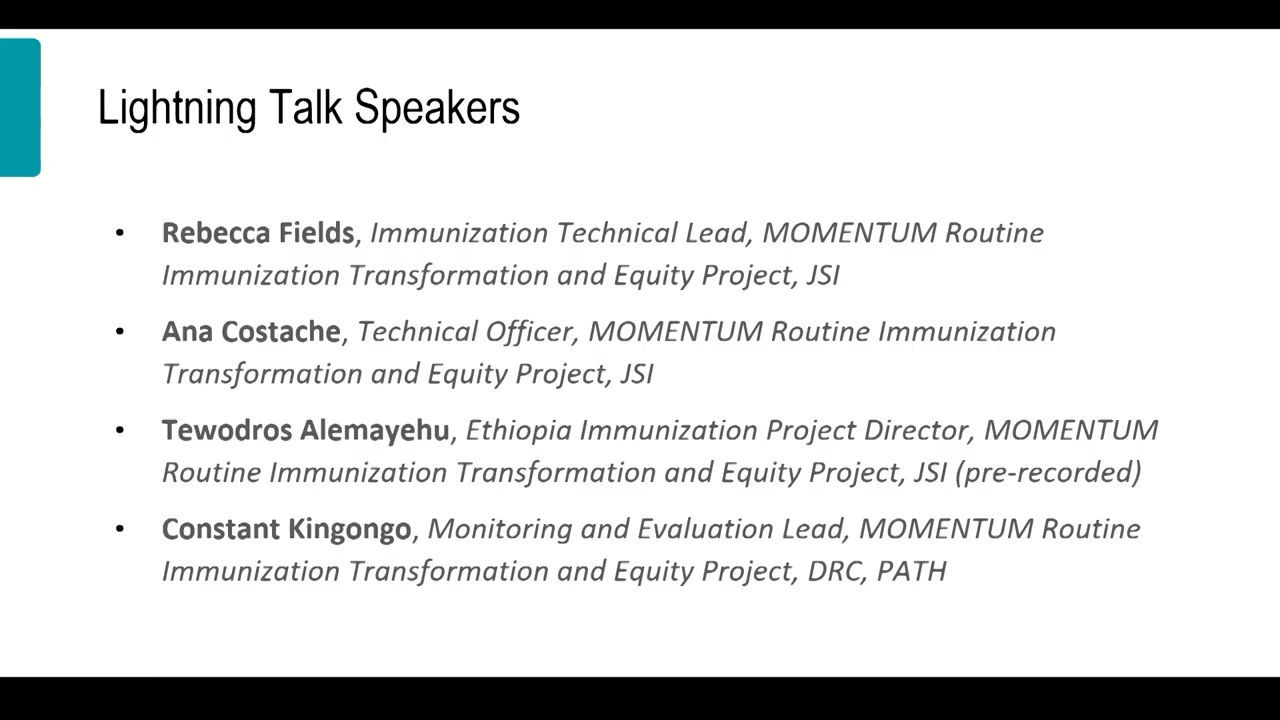 Lightning Talk Speakers
• Rebecca Fields, Immunization Technical Lead, MOMENTUM Routine
Immunization Transformation and Equity Project, JSI
• Ana Costache, Technical Officer, MOMENTUM Routine Immunization
Transformation and Equity Project, JSI
• Tewodros Alemayehu, Ethiopia Immunization Project Director, MOMENTUM
Routine Immunization Transformation and Equity Project, JSI (pre-recorded)
• Constant Kingongo, Monitoring and Evaluation Lead, MOMENTUM Routine
Immunization Transformation and Equity Project, DRC, PATH